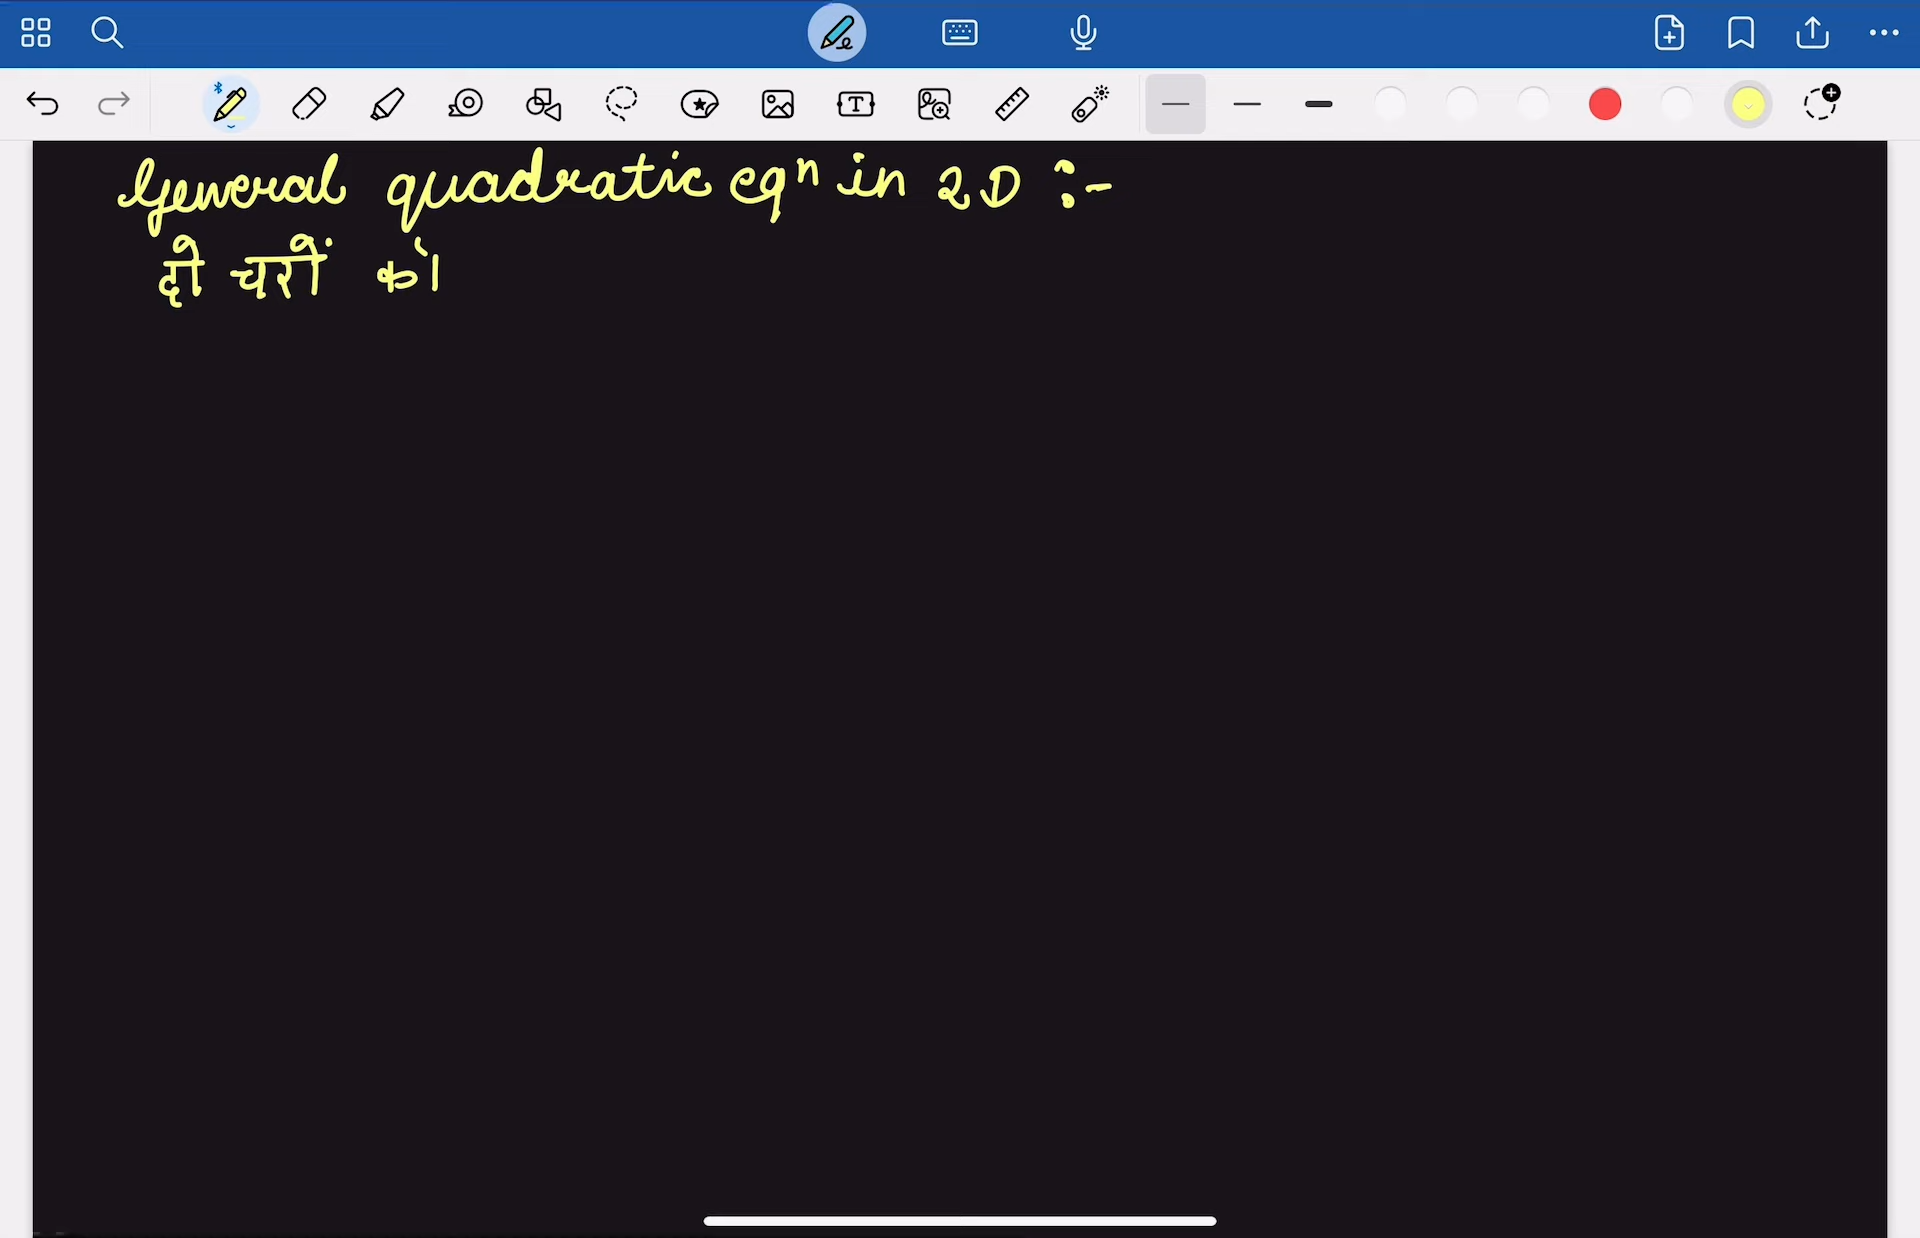 General quadratic eqⁿ in 2D :-
दो चरों को